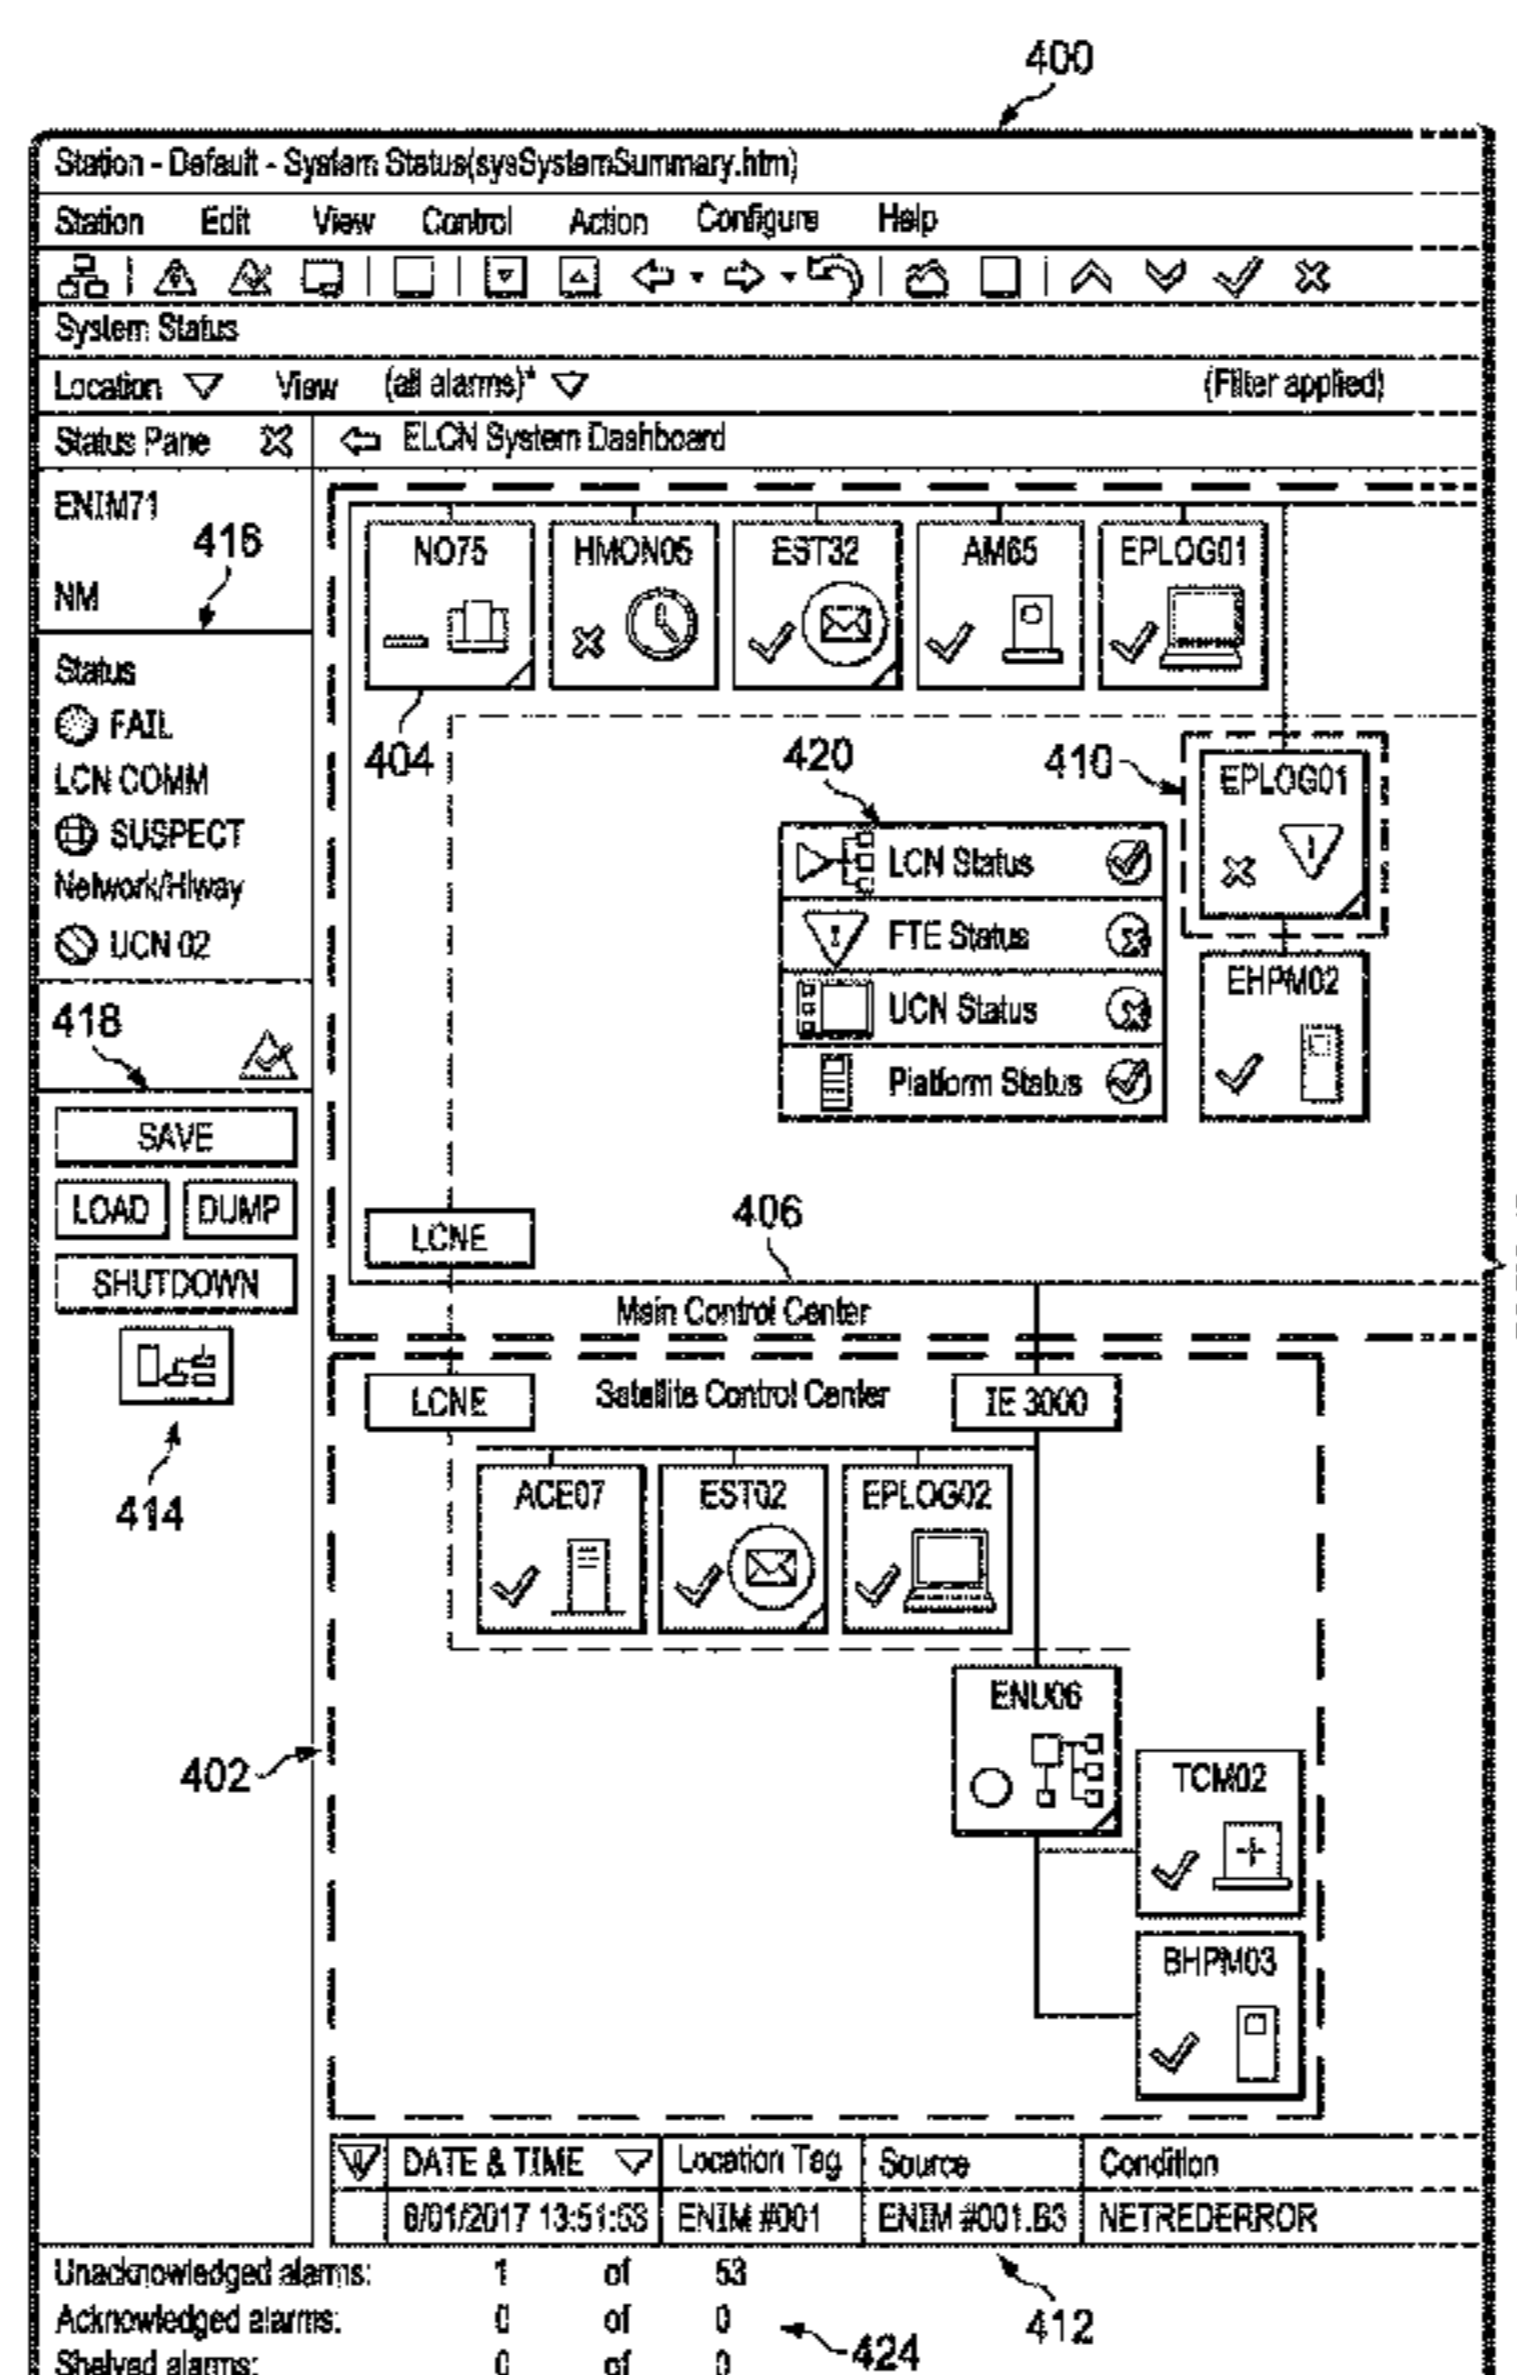 400
Station - Default - System Status(sysSystemSummary.htm)
Station Edit View Control Action Configure Help
System Status
Location View (all alarms)* (Filter applied)
Status Pane ELCN System Dashboard
ENIM71
NM
416
Status
FAIL
LCN COMM
SUSPECT
Network/Hiway
UCN 02
418
SAVE
LOAD DUMP
SHUTDOWN
414
NO75 HMON05 EST32 AM65 EPLOG01
404
420
410
EPLOG01
LCN Status
FTE Status
UCN Status
Platform Status
EHPM02
LCNE
406
Main Control Center
LCNE Satellite Control Center IE 3000
ACE07 EST02 EPLOG02
ENU06
402
TCM02
BHPM03
DATE & TIME Location Tag Source Condition
6/01/2017 13:51:53 ENIM #001 ENIM #001.B3 NETREDERROR
Unacknowledged alarms: 1 of 53
Acknowledged alarms: 0 of 0
Shelved alarms: 0 of 0
412
424